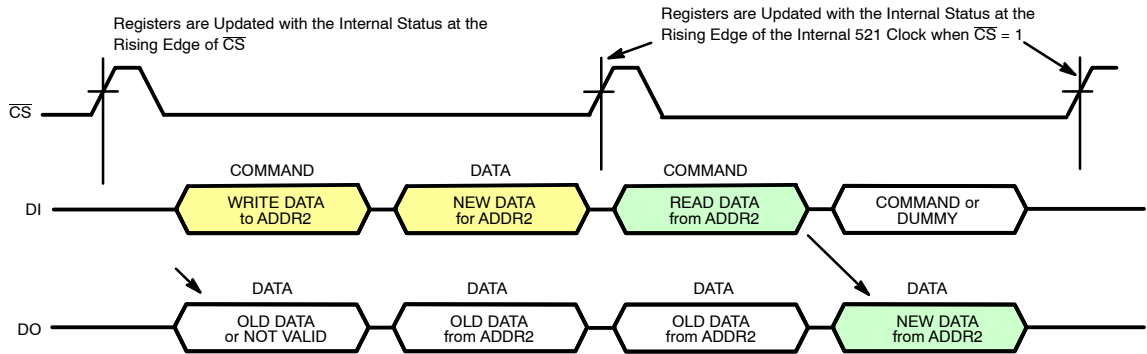 Registers are Updated with the Internal Status at the
Rising Edge of C̅S̅
Registers are Updated with the Internal Status at the
Rising Edge of the Internal 521 Clock when C̅S̅ = 1
C̅S̅
COMMAND
DATA
COMMAND
DI
WRITE DATA
to ADDR2
NEW DATA
for ADDR2
READ DATA
from ADDR2
COMMAND or
DUMMY
DATA
DATA
DATA
DATA
DO
OLD DATA
or NOT VALID
OLD DATA
from ADDR2
OLD DATA
from ADDR2
NEW DATA
from ADDR2